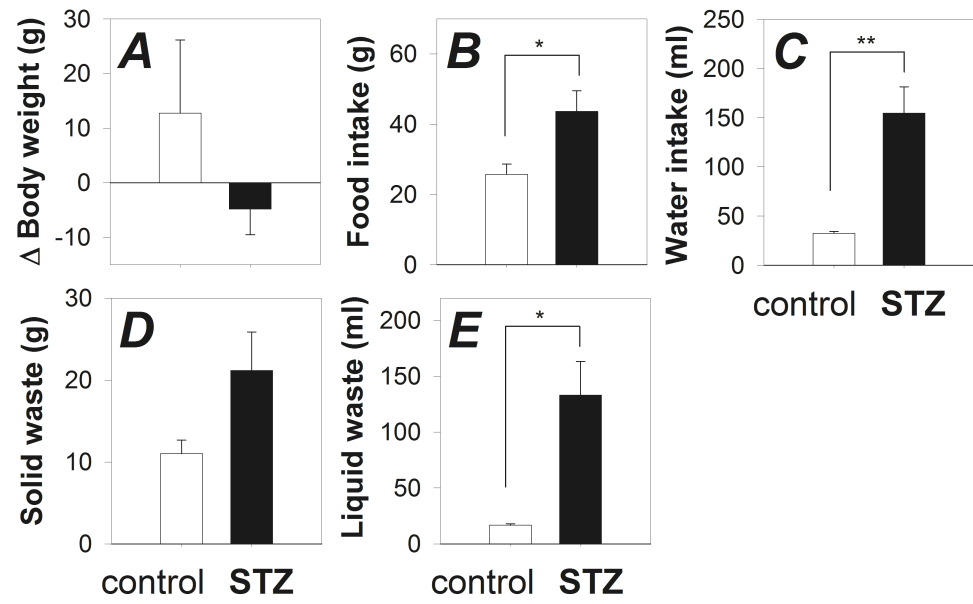 A
Δ Body weight (g)
30
20
10
0
-10
B
Food intake (g)
60
40
20
0
*
C
Water intake (ml)
250
200
150
100
50
0
**
control STZ
D
Solid waste (g)
30
20
10
0
control STZ
E
Liquid waste (ml)
200
150
100
50
0
*
control STZ